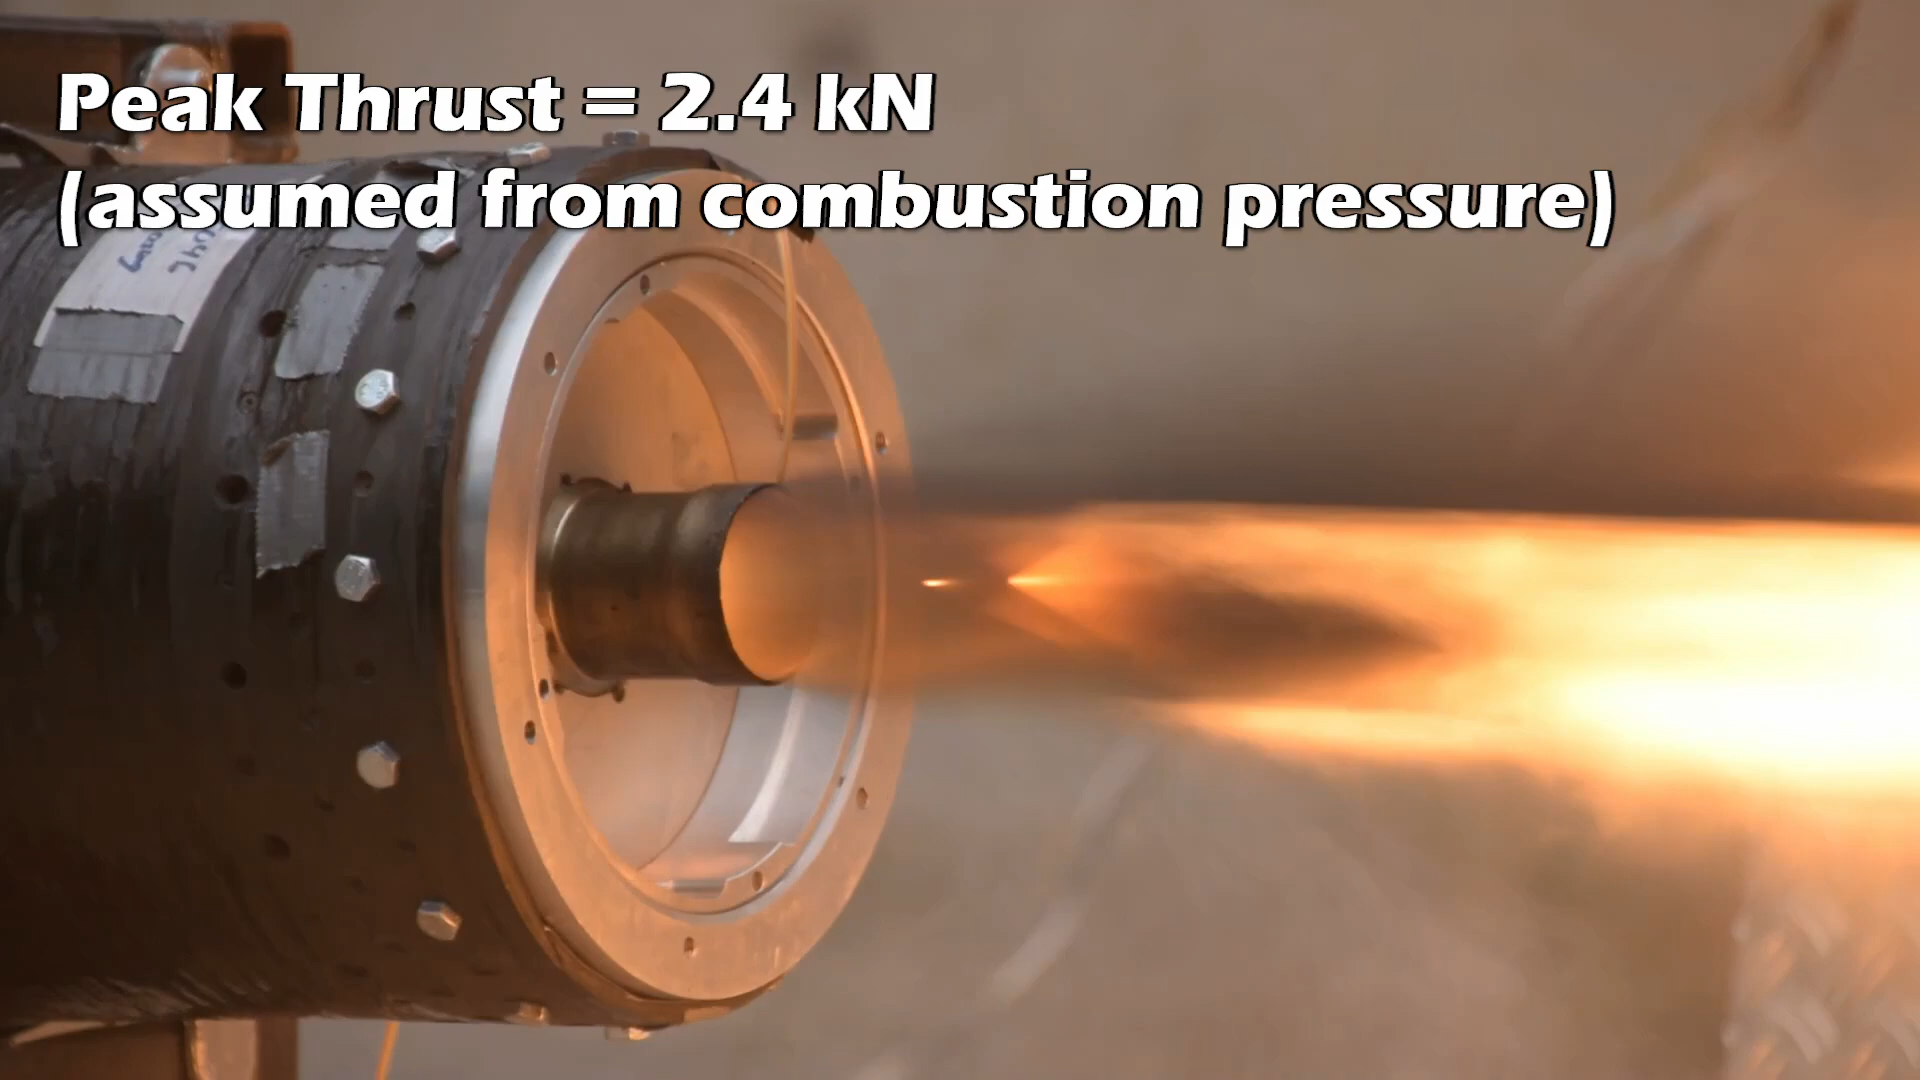 Peak Thrust = 2.4 kN
(assumed from combustion pressure)